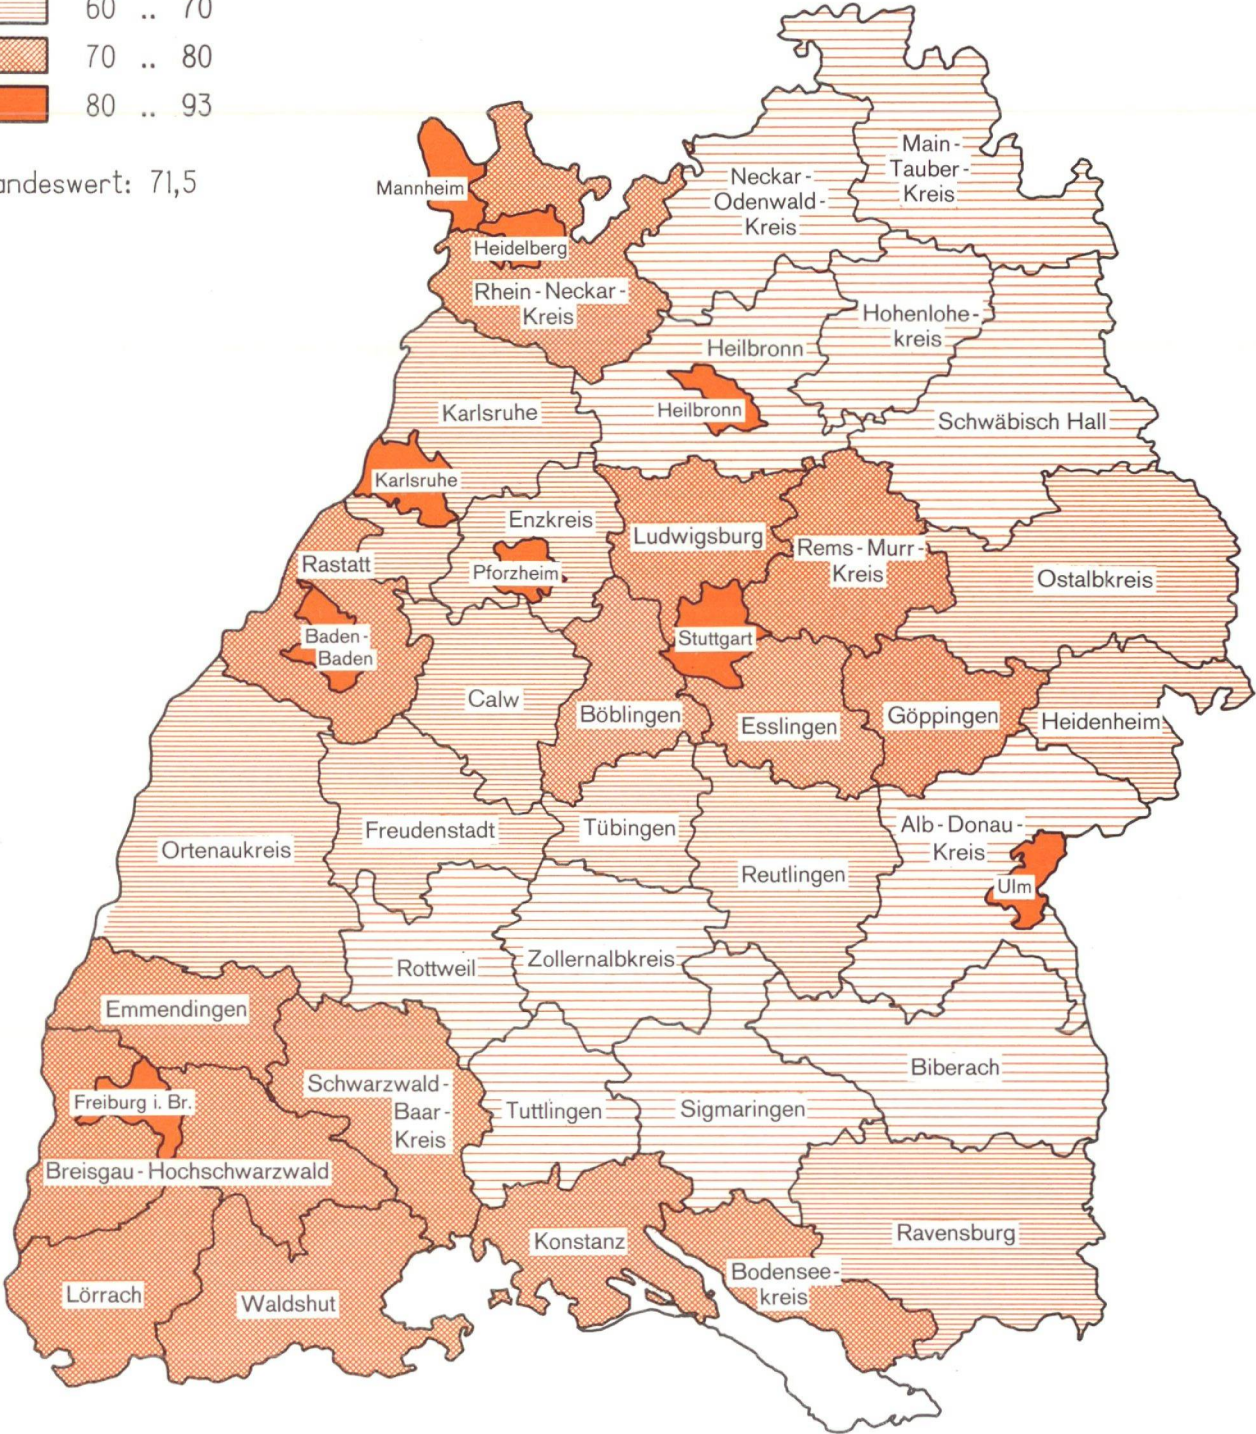 60 .. 70
70 .. 80
80 .. 93
andeswert: 71,5
Main-
Tauber-
Kreis
Neckar-
Odenwald-
Kreis
Mannheim
Heidelberg
Rhein-Neckar-
Kreis
Hohenlohe-
kreis
Heilbronn
Heilbronn
Karlsruhe
Schwäbisch Hall
Karlsruhe
Enzkreis
Ludwigsburg
Rems-Murr-
Kreis
Rastatt
Pforzheim
Ostalbkreis
Baden-
Baden
Stuttgart
Calw
Böblingen
Esslingen
Göppingen
Heidenheim
Freudenstadt
Tübingen
Alb-Donau-
Kreis
Ortenaukreis
Reutlingen
Ulm
Rottweil
Zollernalbkreis
Emmendingen
Biberach
Schwarzwald-
Baar-
Kreis
Freiburg i. Br.
Tuttlingen
Sigmaringen
Breisgau-Hochschwarzwald
Ravensburg
Konstanz
Bodensee-
kreis
Lörrach
Waldshut